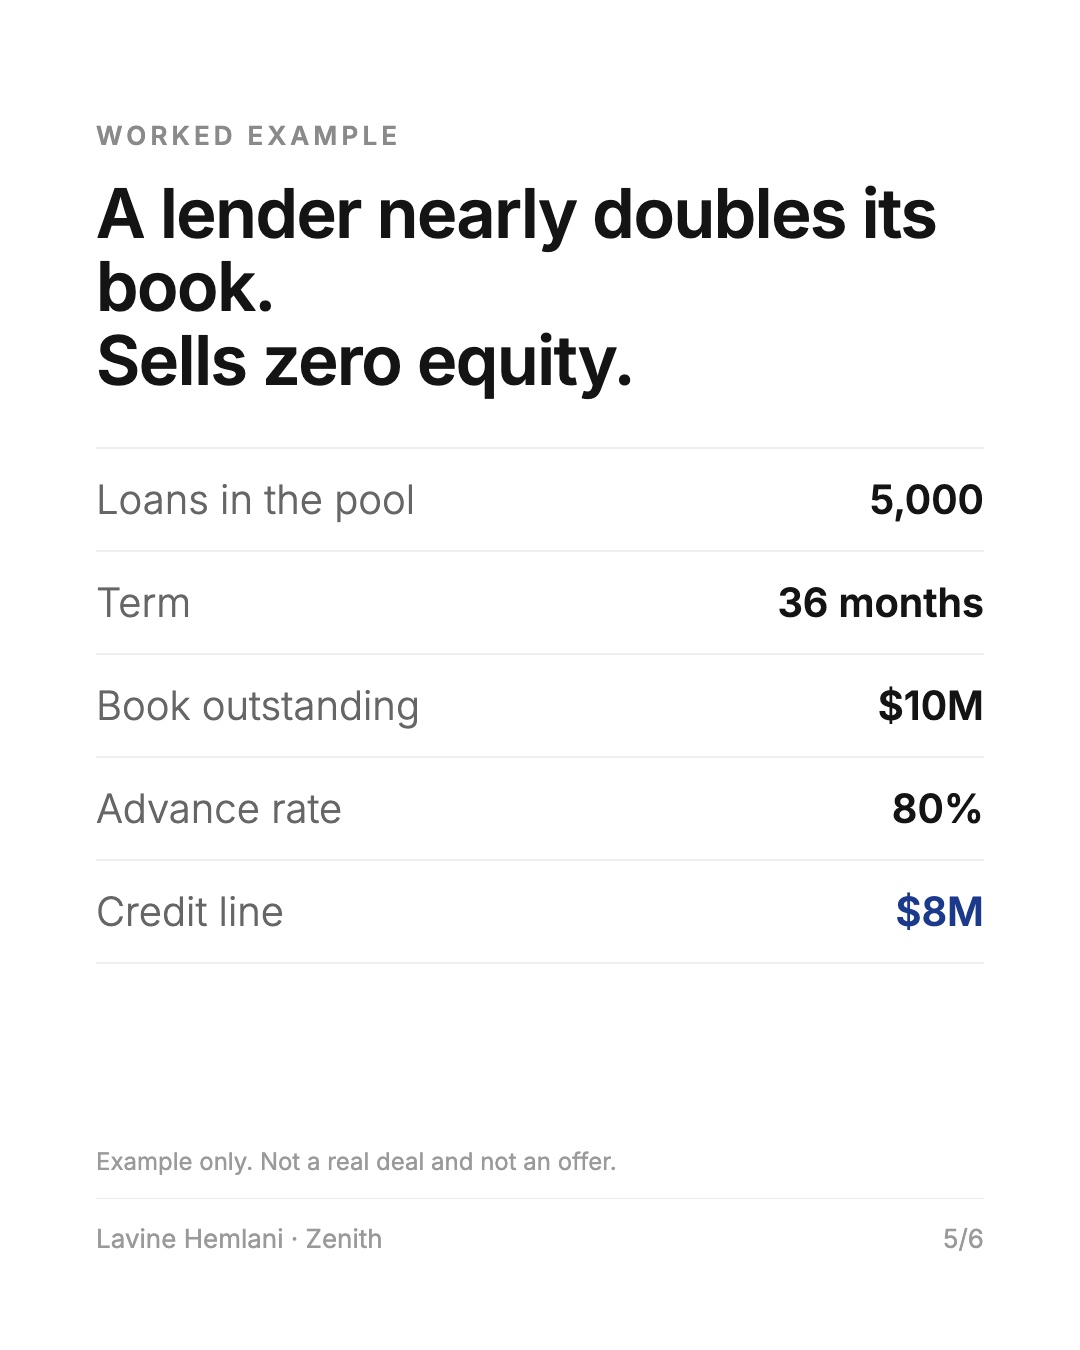 WORKED EXAMPLE
A lender nearly doubles its
book.
Sells zero equity.
Loans in the pool 5,000
Term 36 months
Book outstanding $10M
Advance rate 80%
Credit line $8M
Example only. Not a real deal and not an offer.
Lavine Hemlani · Zenith 5/6